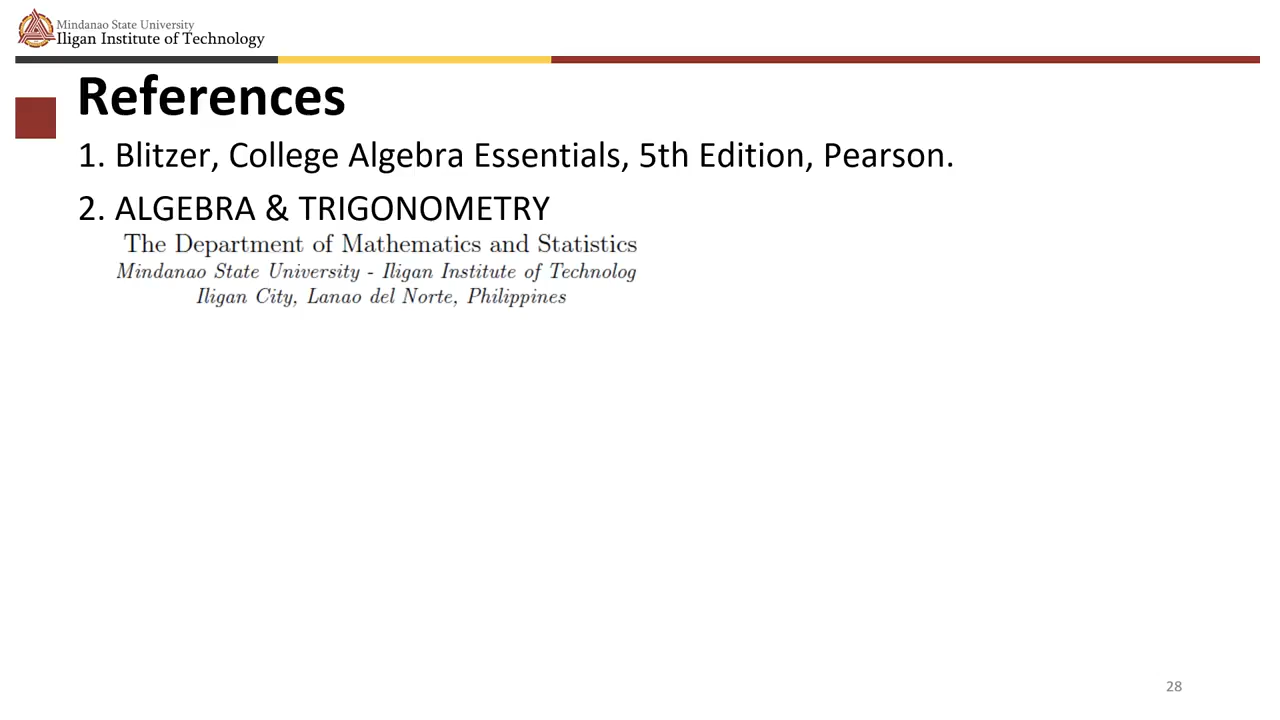 Mindanao State University
Iligan Institute of Technology
References
1. Blitzer, College Algebra Essentials, 5th Edition, Pearson.
2. ALGEBRA & TRIGONOMETRY
The Department of Mathematics and Statistics
Mindanao State University - Iligan Institute of Technolog
Iligan City, Lanao del Norte, Philippines
28